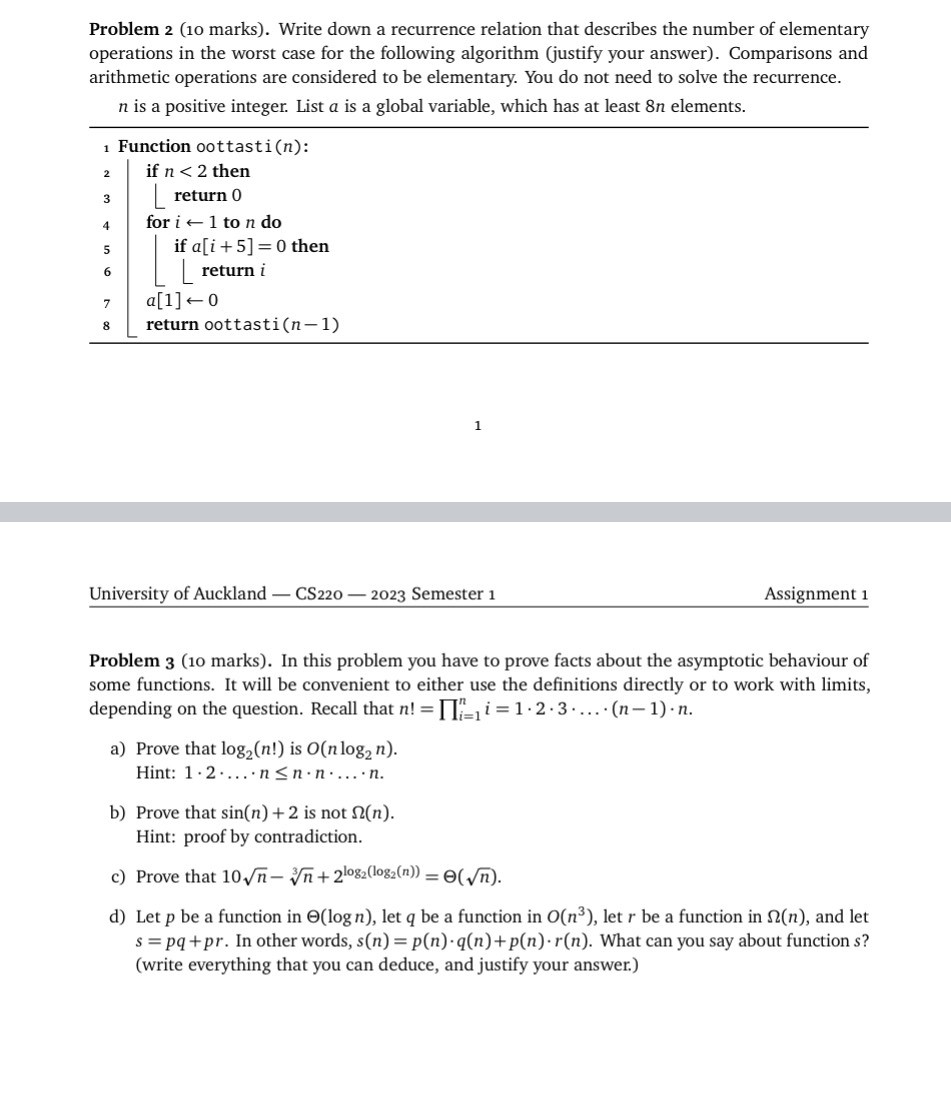 Problem 2 (10 marks). Write down a recurrence relation that describes the number of elementary
operations in the worst case for the following algorithm (justify your answer). Comparisons and
arithmetic operations are considered to be elementary. You do not need to solve the recurrence.
n is a positive integer. List a is a global variable, which has at least 8n elements.
1 Function oottasti(n):
2 if n < 2 then
3 return 0
4 for i ← 1 to n do
5 if a[i + 5] = 0 then
6 return i
7 a[1] ← 0
8 return oottasti(n − 1)
1
University of Auckland — CS220 — 2023 Semester 1 Assignment 1
Problem 3 (10 marks). In this problem you have to prove facts about the asymptotic behaviour of
some functions. It will be convenient to either use the definitions directly or to work with limits,
depending on the question. Recall that n! = ∏ⁿᵢ₌₁ i = 1 · 2 · 3 · … · (n − 1) · n.
a) Prove that log₂(n!) is O(n log₂ n).
Hint: 1 · 2 · … · n ≤ n · n · … · n.
b) Prove that sin(n) + 2 is not Ω(n).
Hint: proof by contradiction.
c) Prove that 10√n − ∛n + 2^{log₂(log₂(n))} = Θ(√n).
d) Let p be a function in Θ(log n), let q be a function in O(n³), let r be a function in Ω(n), and let
s = pq + pr. In other words, s(n) = p(n)·q(n)+p(n)·r(n). What can you say about function s?
(write everything that you can deduce, and justify your answer.)